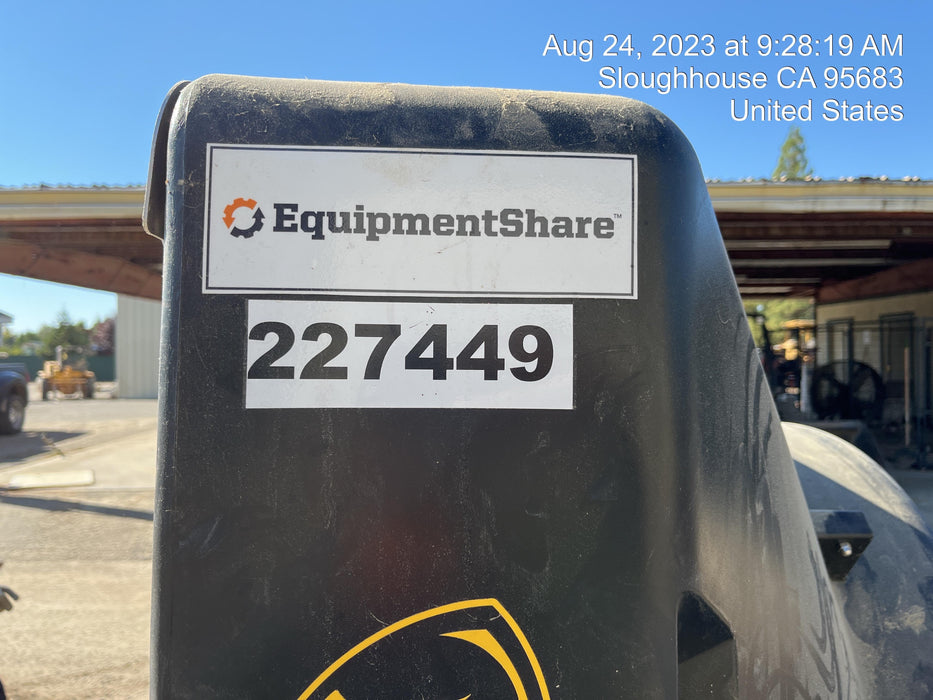 Aug 24, 2023 at 9:28:19 AM
Sloughhouse CA 95683
United States
EquipmentShare™
227449